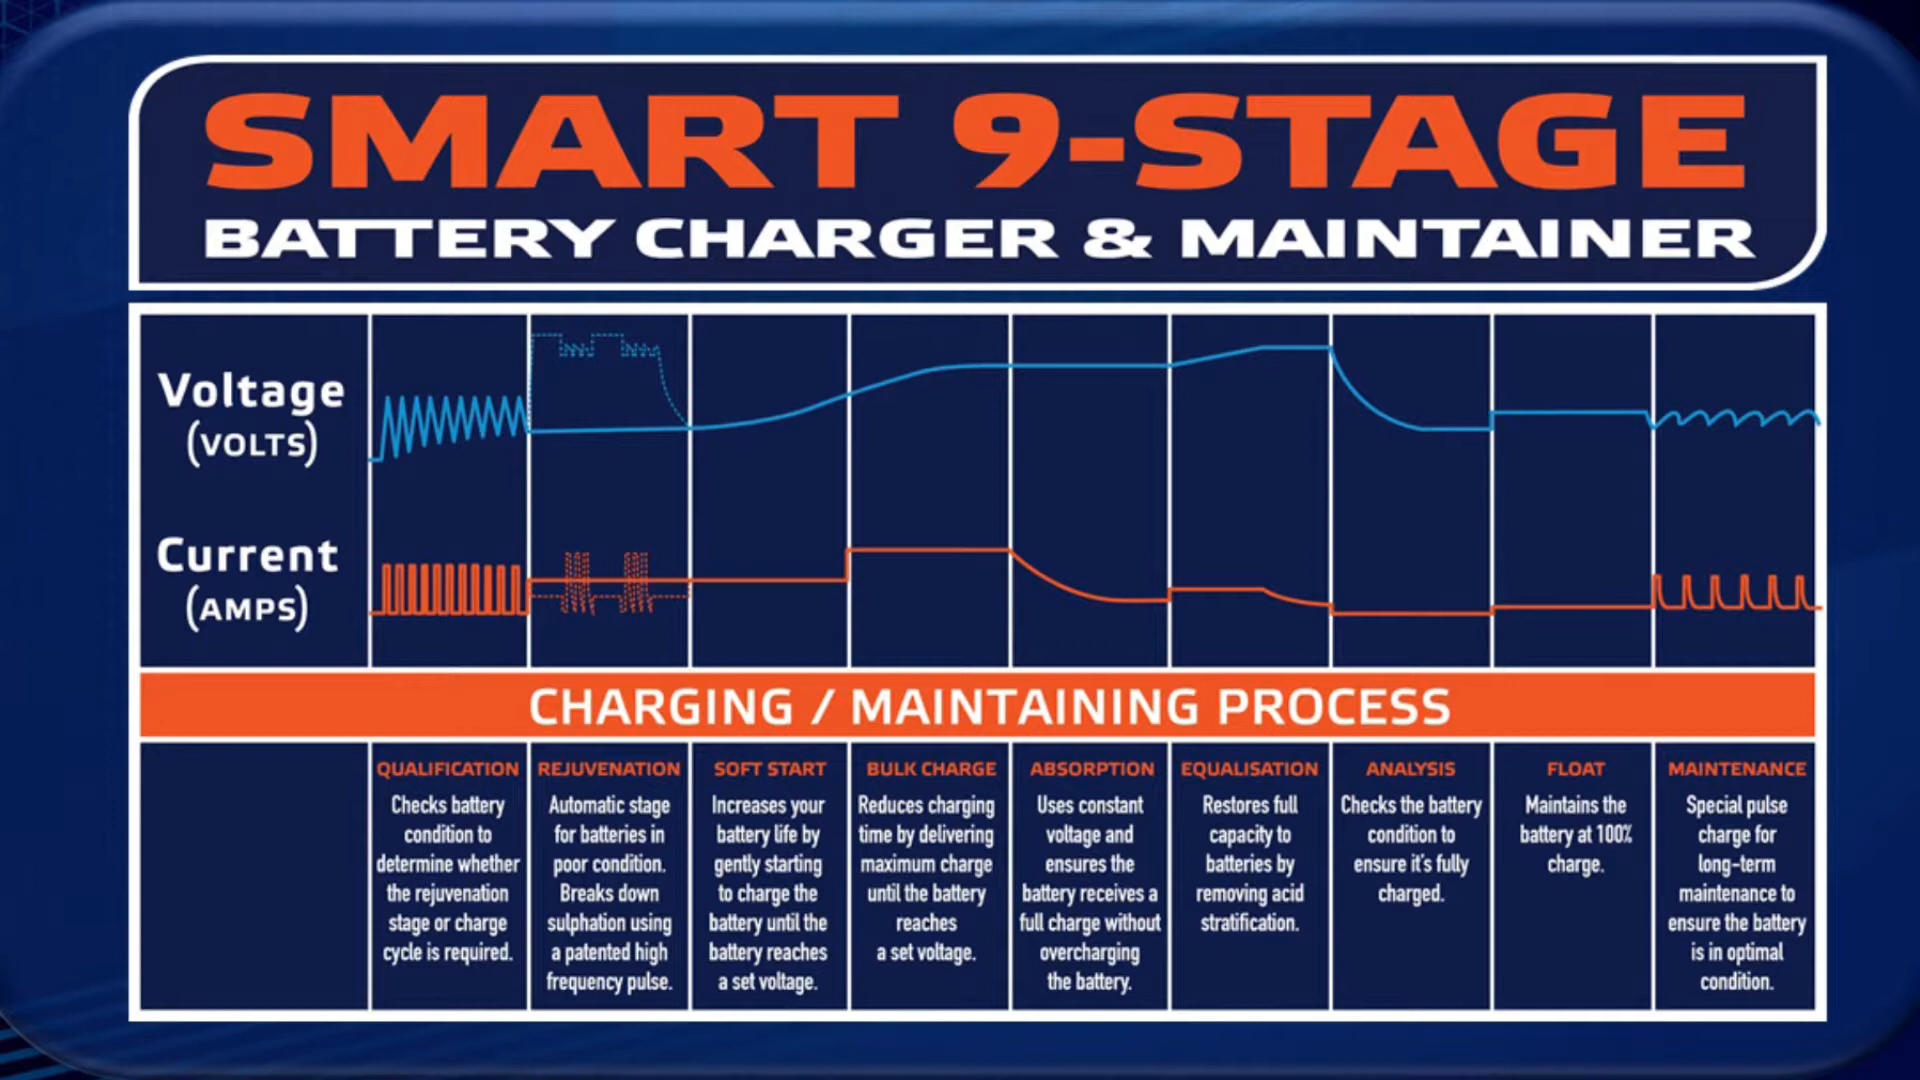 SMART 9-STAGE
BATTERY CHARGER & MAINTAINER
Voltage
(VOLTS)
Current
(AMPS)
CHARGING / MAINTAINING PROCESS
QUALIFICATION
Checks battery
condition to
determine whether
the rejuvenation
stage or charge
cycle is required.
REJUVENATION
Automatic stage
for batteries in
poor condition.
Breaks down
sulphation using
a patented high
frequency pulse.
SOFT START
Increases your
battery life by
gently starting
to charge the
battery until the
battery reaches
a set voltage.
BULK CHARGE
Reduces charging
time by delivering
maximum charge
until the battery
reaches
a set voltage.
ABSORPTION
Uses constant
voltage and
ensures the
battery receives a
full charge without
overcharging
the battery.
EQUALISATION
Restores full
capacity to
batteries by
removing acid
stratification.
ANALYSIS
Checks the battery
condition to
ensure it's fully
charged.
FLOAT
Maintains the
battery at 100%
charge.
MAINTENANCE
Special pulse
charge for
long-term
maintenance to
ensure the battery
is in optimal
condition.